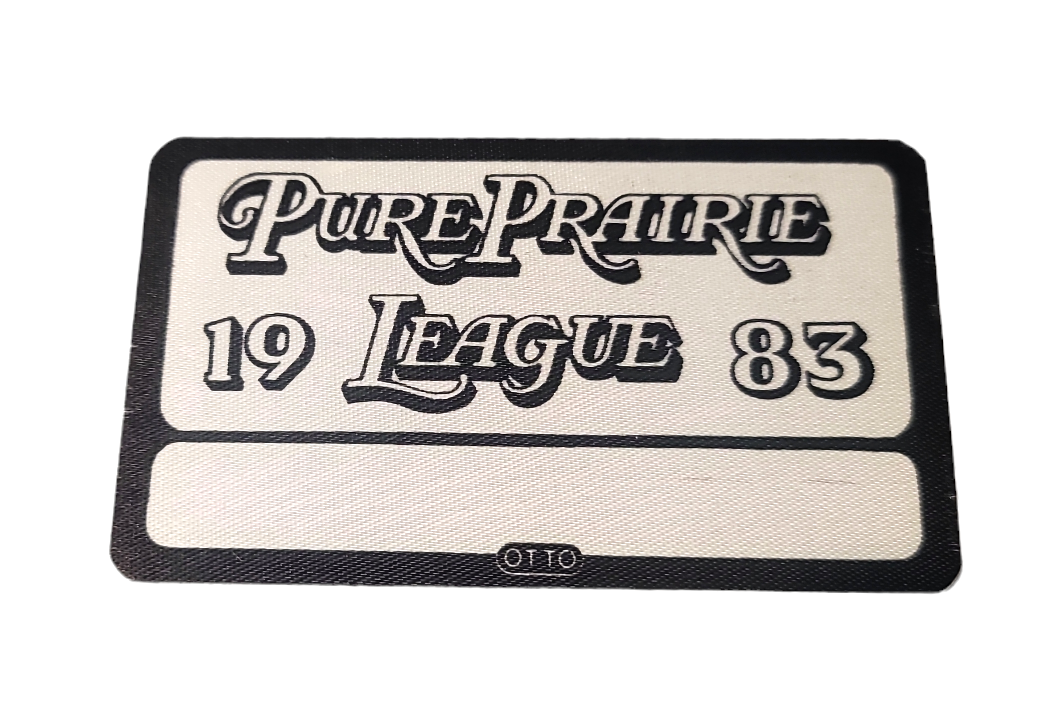 PURE PRAIRIE
19 LEAGUE 83
OTTO